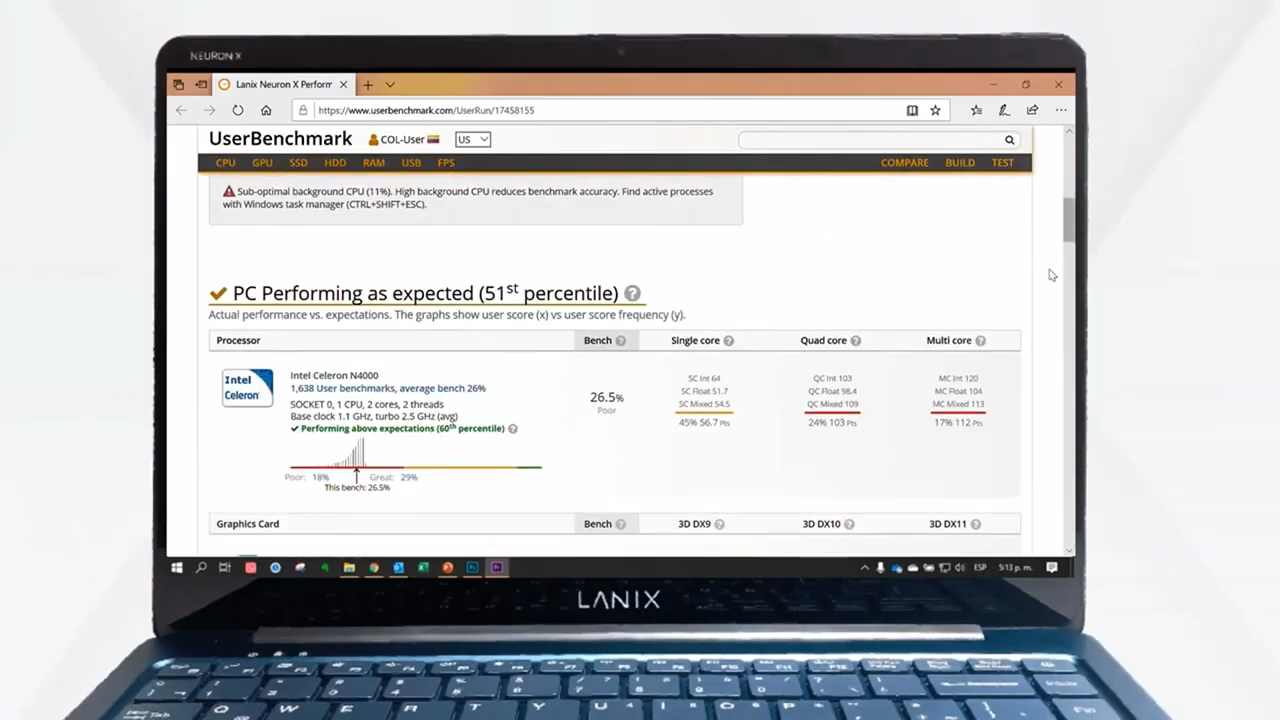 NEURON X
Lanix Neuron X Perforn
https://www.userbenchmark.com/UserRun/17458155
UserBenchmark COL-User US
CPU GPU SSD HDD RAM USB FPS COMPARE BUILD TEST
Sub-optimal background CPU (11%). High background CPU reduces benchmark accuracy. Find active processes
with Windows task manager (CTRL+SHIFT+ESC).
PC Performing as expected (51st percentile) ?
Actual performance vs. expectations. The graphs show user score (x) vs user score frequency (y).
Processor Bench ? Single core ? Quad core ? Multi core ?
Intel Celeron
Intel Celeron N4000
1,638 User benchmarks, average bench 26%
SOCKET 0, 1 CPU, 2 cores, 2 threads
Base clock 1.1 GHz, turbo 2.5 GHz (avg)
Performing above expectations (60th percentile) ?
Poor: 18% Great: 29%
This bench: 26.5%
26.5%
Poor
SC Int 64
SC Float 51.7
SC Mixed 54.5
45% 56.7 Pts
QC Int 103
QC Float 98.4
QC Mixed 109
24% 103 Pts
MC Int 120
MC Float 104
MC Mixed 113
17% 112 Pts
Graphics Card Bench ? 3D DX9 ? 3D DX10 ? 3D DX11 ?
ESP 5:13 p. m.
LANIX
Q W E R T Y U I O P
Fin